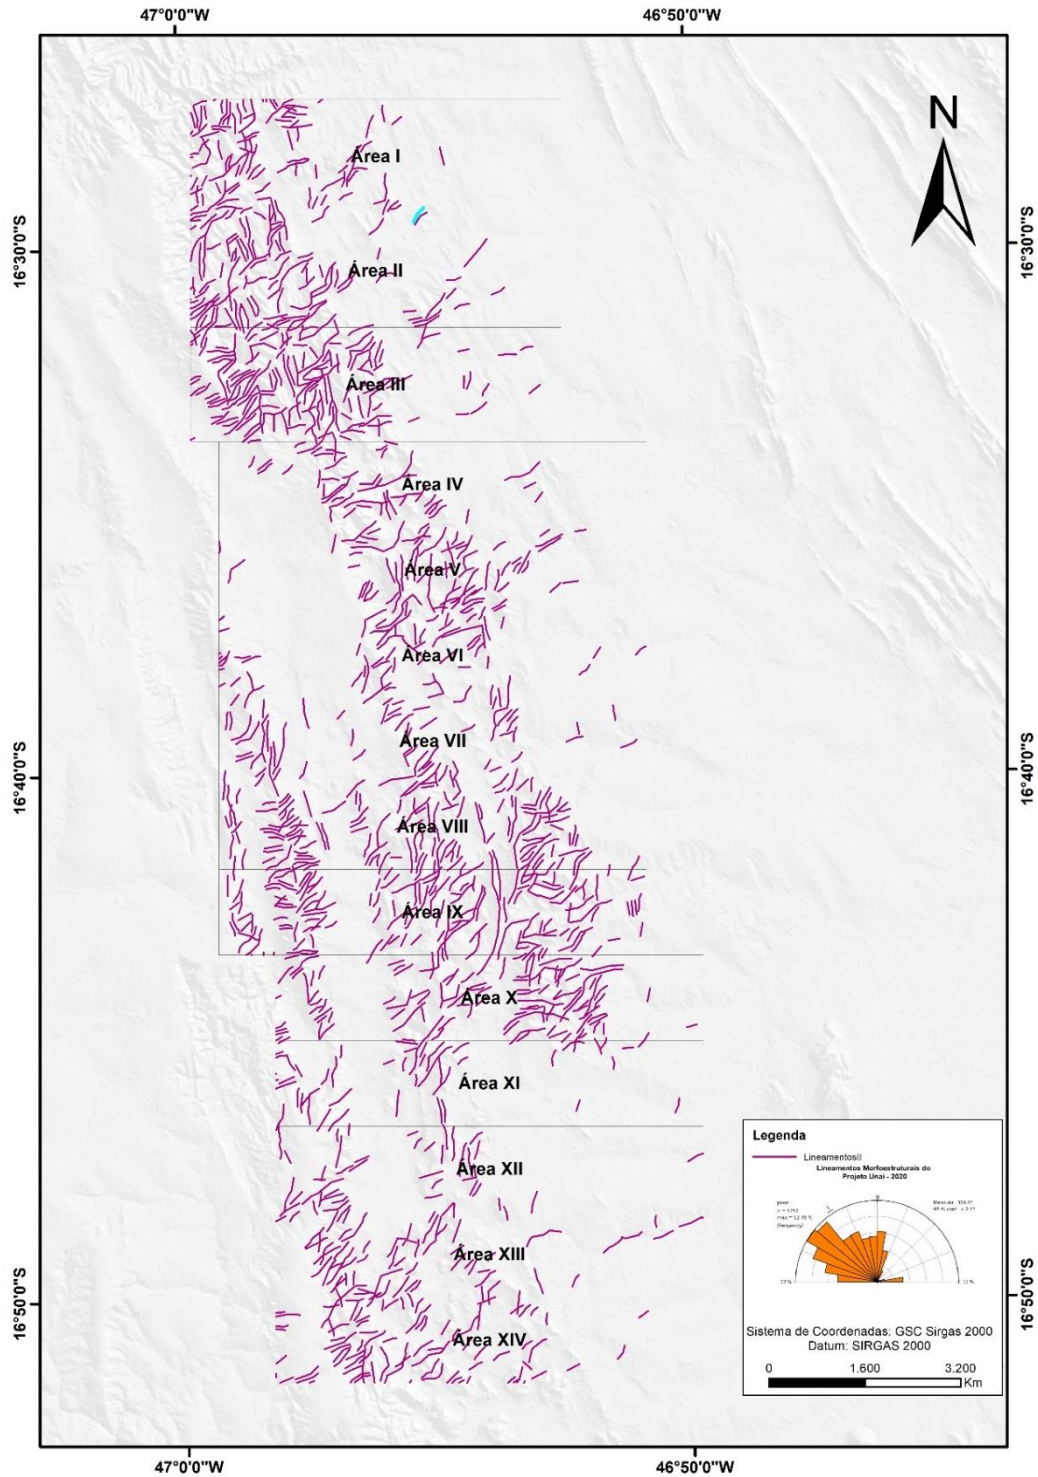 47°0'0"W
46°50'0"W
N
Área I
16°30'0"S
16°30'0"S
Área II
Área III
Área IV
Área V
Área VI
Área VII
16°40'0"S
16°40'0"S
Área VIII
Área IX
Área X
Área XI
Área XII
Área XIII
16°50'0"S
16°50'0"S
Área XIV
Legenda
LineamentosII
Lineamentos Morfoestruturais do
Projeto Unaí - 2020
Sistema de Coordenadas: GSC Sirgas 2000
Datum: SIRGAS 2000
0 1.600 3.200
Km
47°0'0"W
46°50'0"W